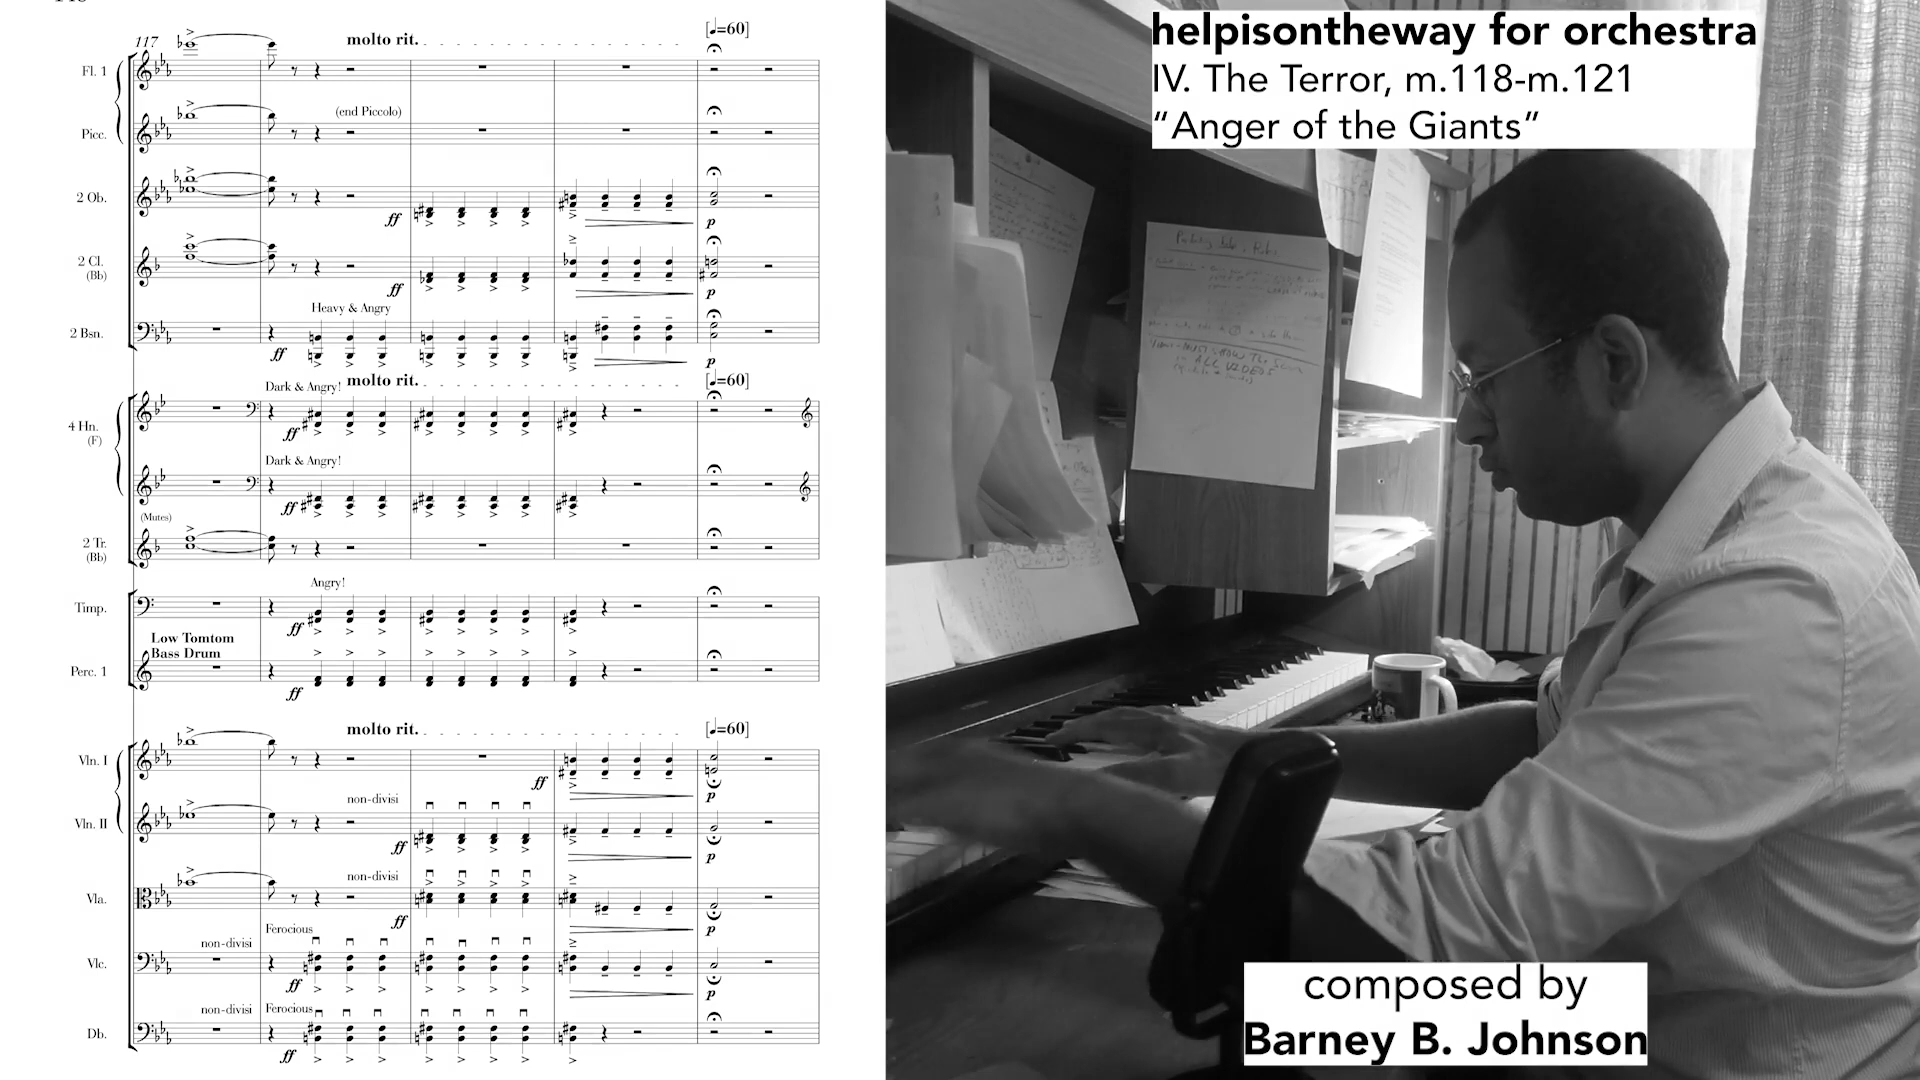 117
molto rit.
[♩=60]
Fl. 1
(end Piccolo)
Picc.
2 Ob.
ff
p
2 Cl.
(Bb)
ff
p
Heavy & Angry
2 Bsn.
ff
p
Dark & Angry!
molto rit.
[♩=60]
4 Hn.
(F)
ff
Dark & Angry!
ff
(Mutes)
2 Tr.
(Bb)
Angry!
Timp.
ff
Low Tomtom
Bass Drum
Perc. 1
ff
molto rit.
[♩=60]
Vln. I
ff
p
non-divisi
Vln. II
ff
p
non-divisi
Vla.
ff
p
non-divisi
Ferocious
Vlc.
ff
p
non-divisi
Ferocious
Db.
ff
helpisontheway for orchestra
IV. The Terror, m.118-m.121
“Anger of the Giants”
composed by
Barney B. Johnson